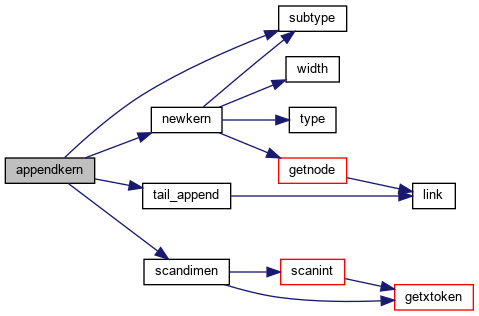 subtype
width
newkern
type
appendkern
getnode
tail_append
link
scandimen
scanint
getxtoken